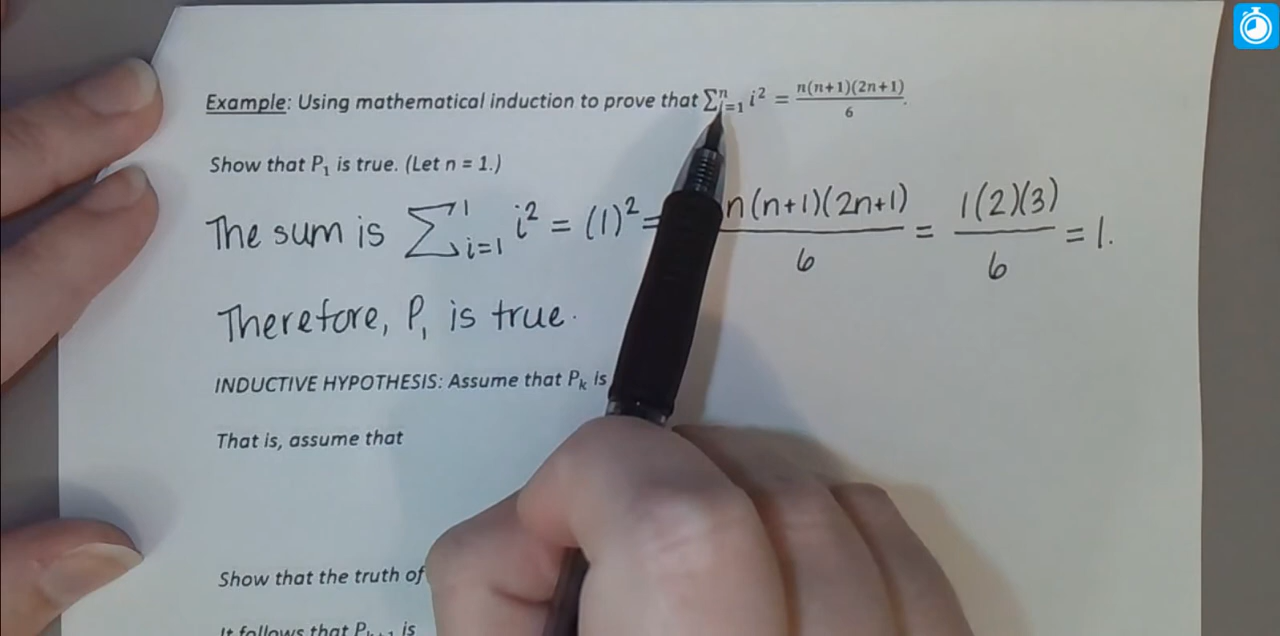 Example: Using mathematical induction to prove that ∑ⁿᵢ₌₁ i² = n(n+1)(2n+1)/6.
Show that P₁ is true. (Let n = 1.)
The sum is ∑¹ᵢ₌₁ i² = (1)² = n(n+1)(2n+1)/6 = 1(2)(3)/6 = 1.
Therefore, P₁ is true.
INDUCTIVE HYPOTHESIS: Assume that Pₖ is
That is, assume that
Show that the truth of
It follows that Pₖ₊₁ is